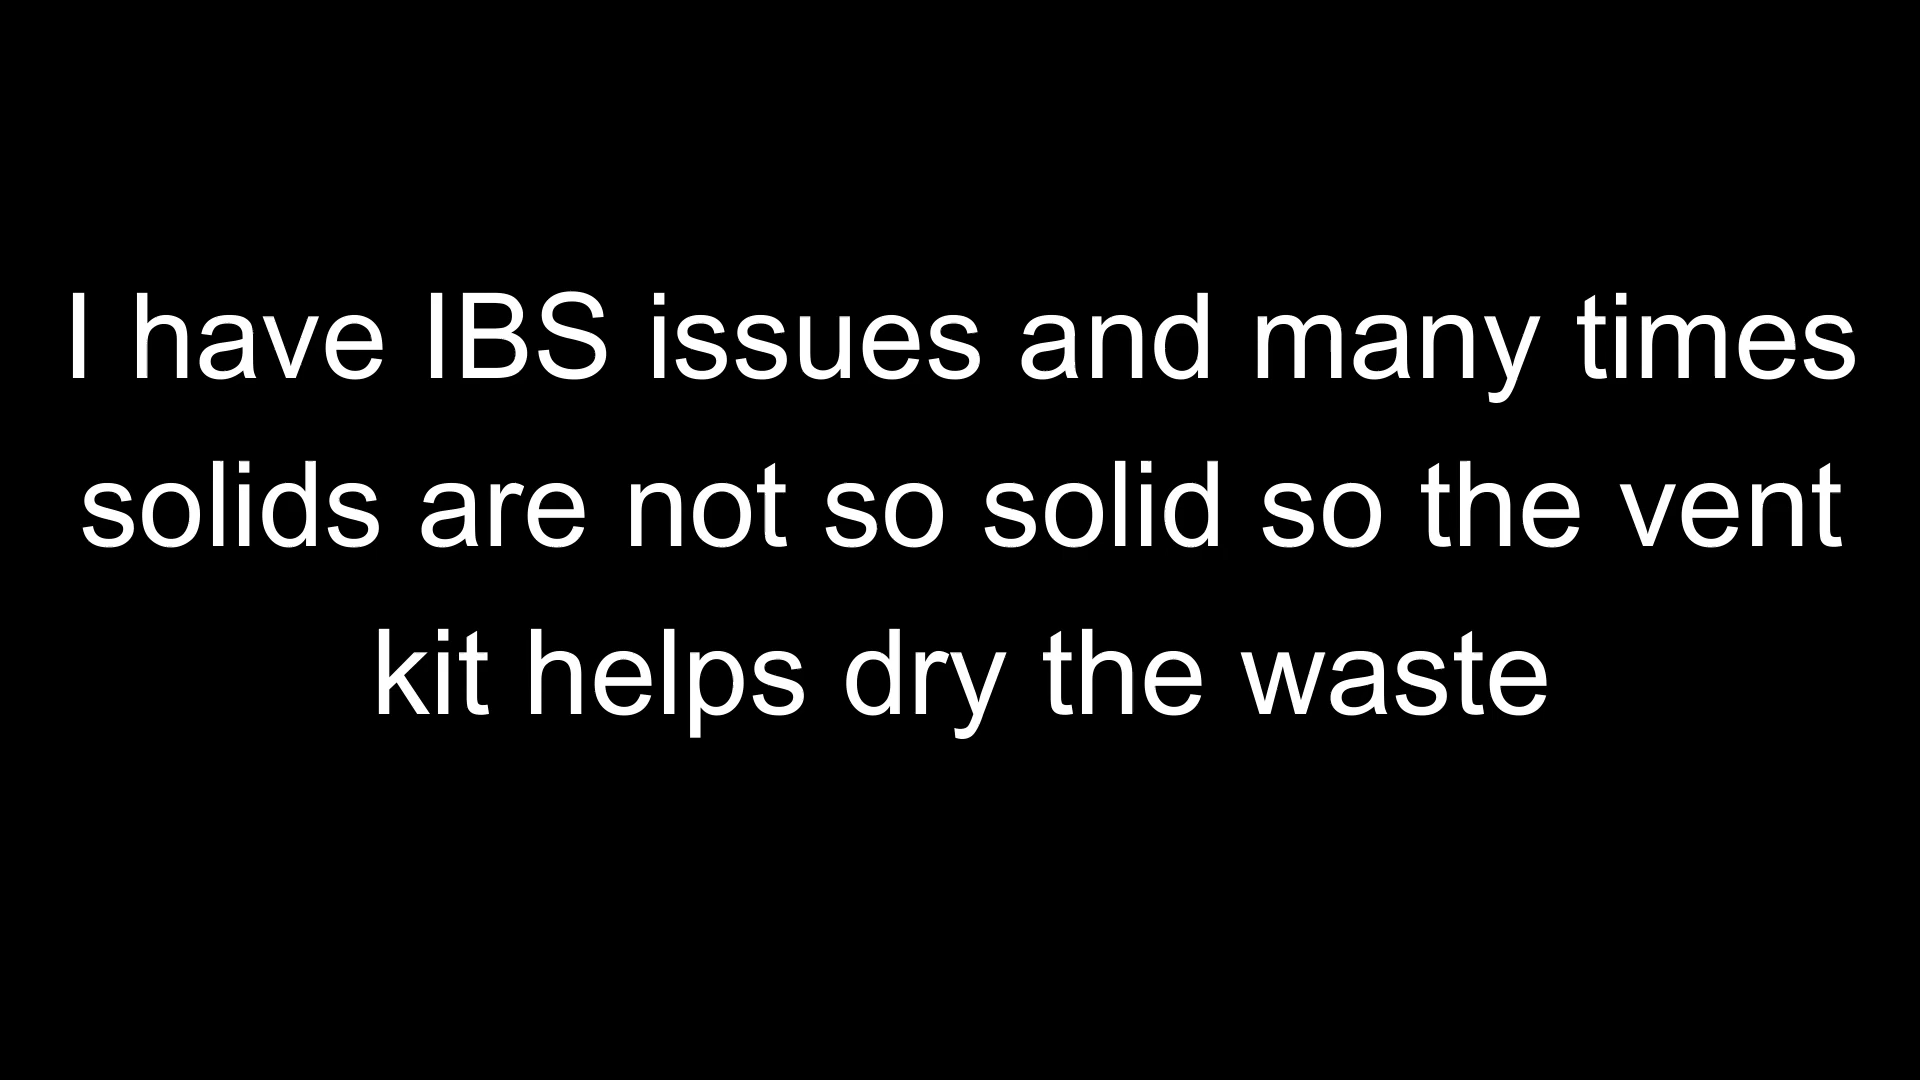 I have IBS issues and many times
solids are not so solid so the vent
kit helps dry the waste